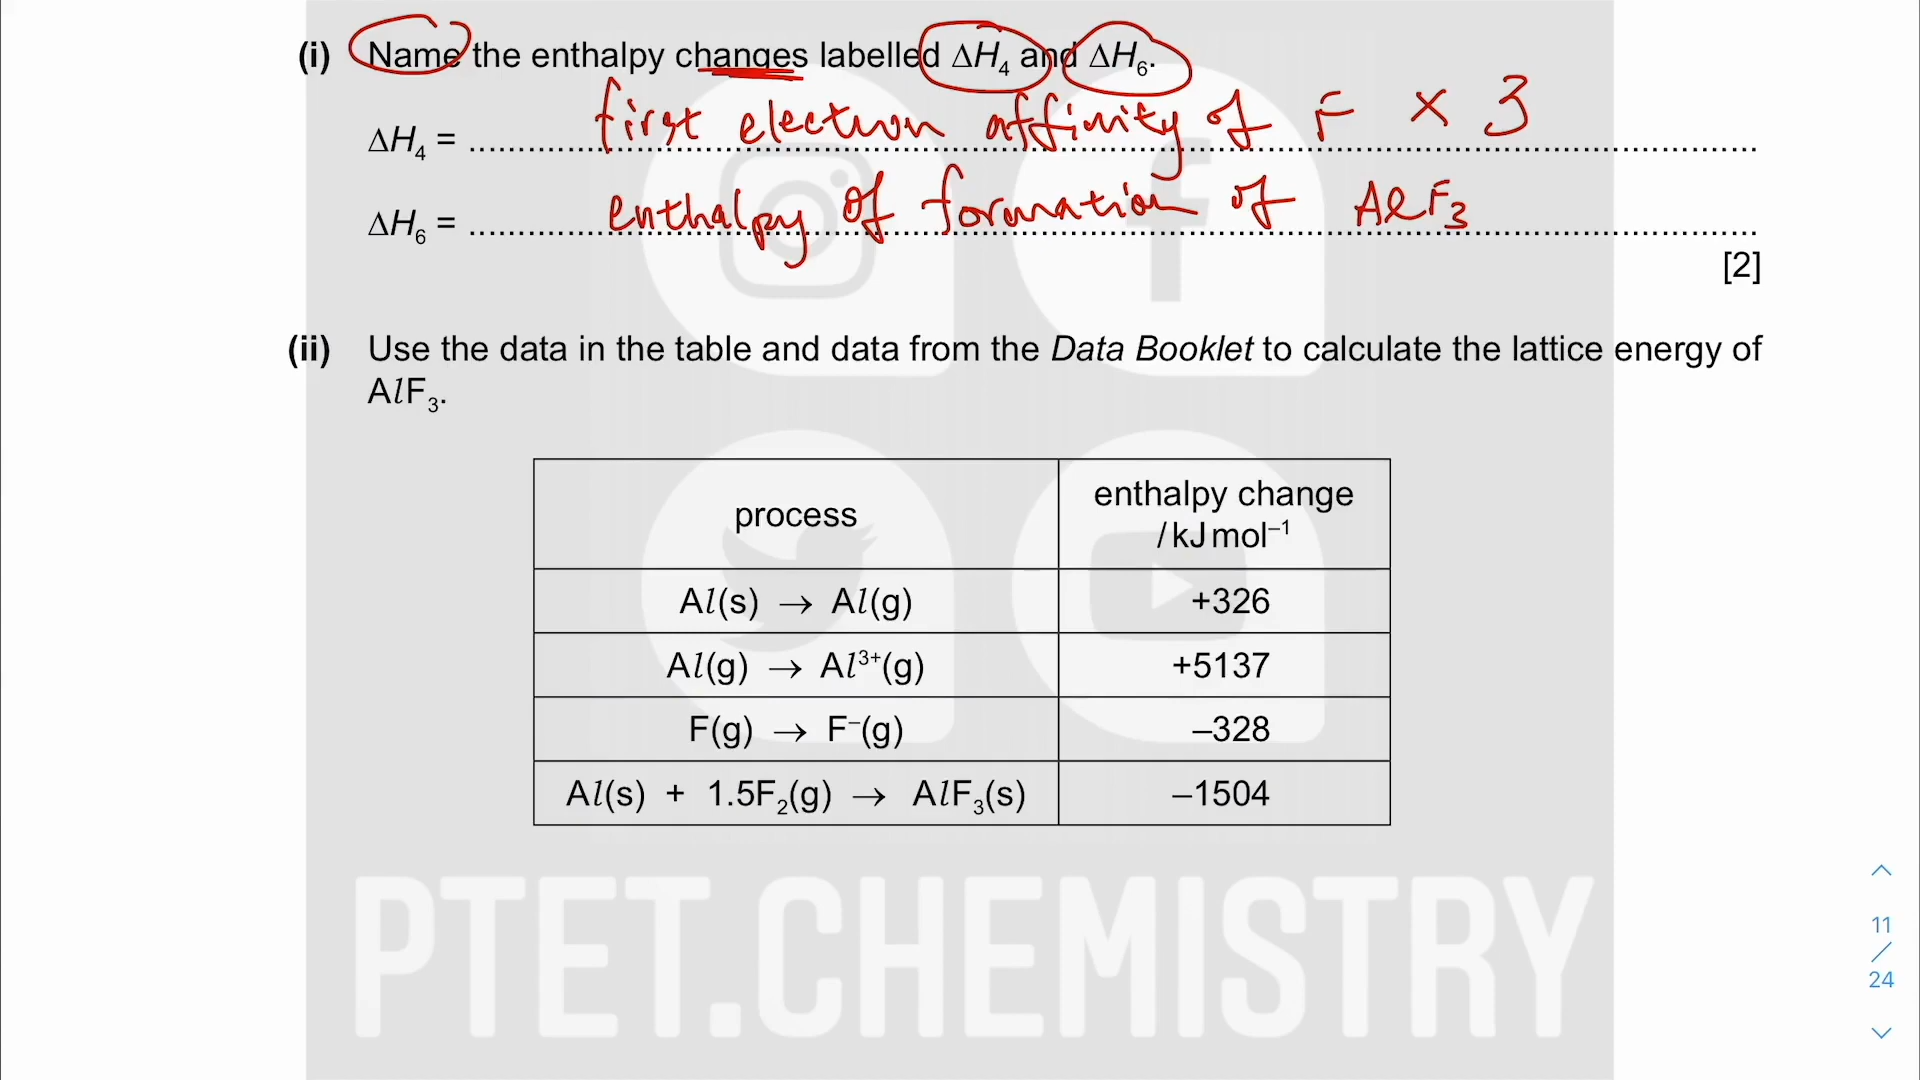 (i) Name the enthalpy changes labelled ΔH₄ and ΔH₆.
ΔH₄ = first electron affinity of F × 3
ΔH₆ = enthalpy of formation of AlF₃
[2]
(ii) Use the data in the table and data from the Data Booklet to calculate the lattice energy of
AlF₃.
process enthalpy change
/kJ mol⁻¹
Al(s) → Al(g) +326
Al(g) → Al³⁺(g) +5137
F(g) → F⁻(g) –328
Al(s) + 1.5F₂(g) → AlF₃(s) –1504
PTET.CHEMISTRY
11
/
24